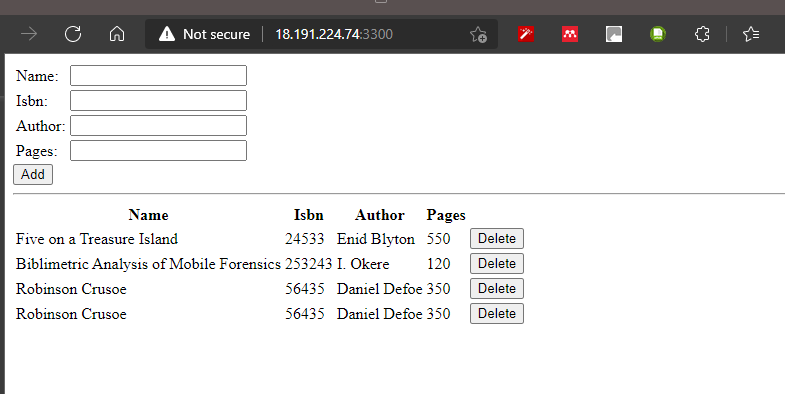 Not secure 18.191.224.74:3300
Name:
Isbn:
Author:
Pages:
Add
Name Isbn Author Pages
Five on a Treasure Island 24533 Enid Blyton 550 Delete
Biblimetric Analysis of Mobile Forensics 253243 I. Okere 120 Delete
Robinson Crusoe 56435 Daniel Defoe 350 Delete
Robinson Crusoe 56435 Daniel Defoe 350 Delete